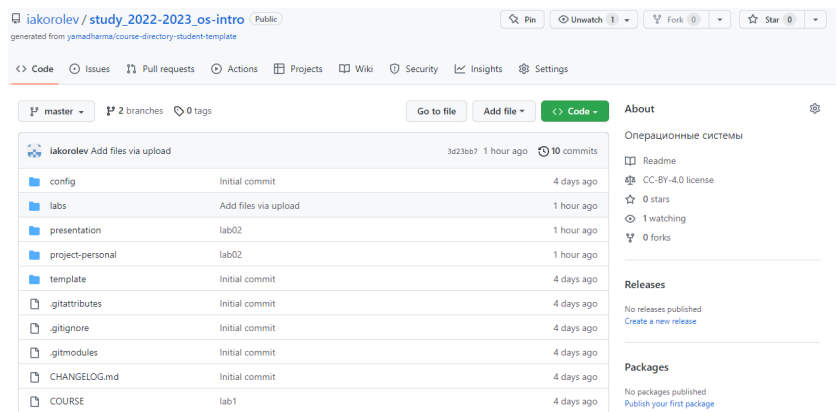 iakorolev / study_2022-2023_os-intro Public Pin Unwatch 1 Fork 0 Star 0
generated from yamadharma/course-directory-student-template
Code Issues Pull requests Actions Projects Wiki Security Insights Settings
master 2 branches 0 tags Go to file Add file Code
iakorolev Add files via upload 3d23bb7 1 hour ago 10 commits
config Initial commit 4 days ago
labs Add files via upload 1 hour ago
presentation lab02 1 hour ago
project-personal lab02 1 hour ago
template Initial commit 4 days ago
.gitattributes Initial commit 4 days ago
.gitignore Initial commit 4 days ago
.gitmodules Initial commit 4 days ago
CHANGELOG.md Initial commit 4 days ago
COURSE lab1 4 days ago
About
Операционные системы
Readme
CC-BY-4.0 license
0 stars
1 watching
0 forks
Releases
No releases published
Create a new release
Packages
No packages published
Publish your first package